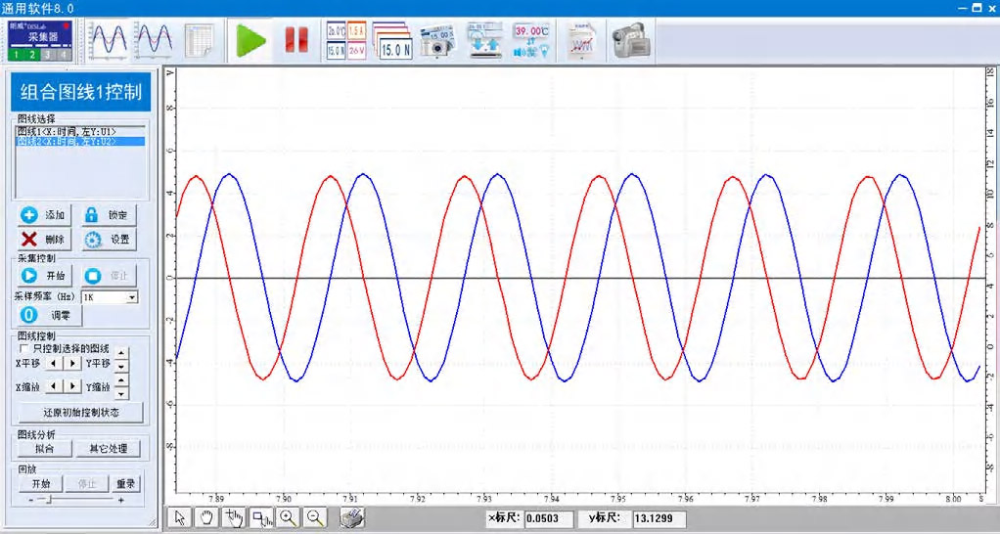 通用软件8.0
朗威®DISLab
采集器
1 2 3 4
26.0℃ 1.5A
15.0N 26V
15.0 N
39.00℃
组合图线1控制
图线选择
图线1<X:时间,左Y:U1>
图线2<X:时间,左Y:U2>
添加 锁定
删除 设置
采集控制
开始 停止
采样频率 (Hz) 1K
0 调零
图线控制
只控制选择的图线
X平移 Y平移
X缩放 Y缩放
还原初始控制状态
图线分析
拟合 其它处理
回放
开始 停止 重录
- +
V
8
6
4
2
0
-2
-4
-6
-8
7.89 7.90 7.91 7.92 7.93 7.94 7.95 7.96 7.97 7.98 7.99 8.00 S
18
16
14
12
10
8
6
4
2
0
-2
-4
-6
-8
x标尺: 0.0503 y标尺: 13.1299